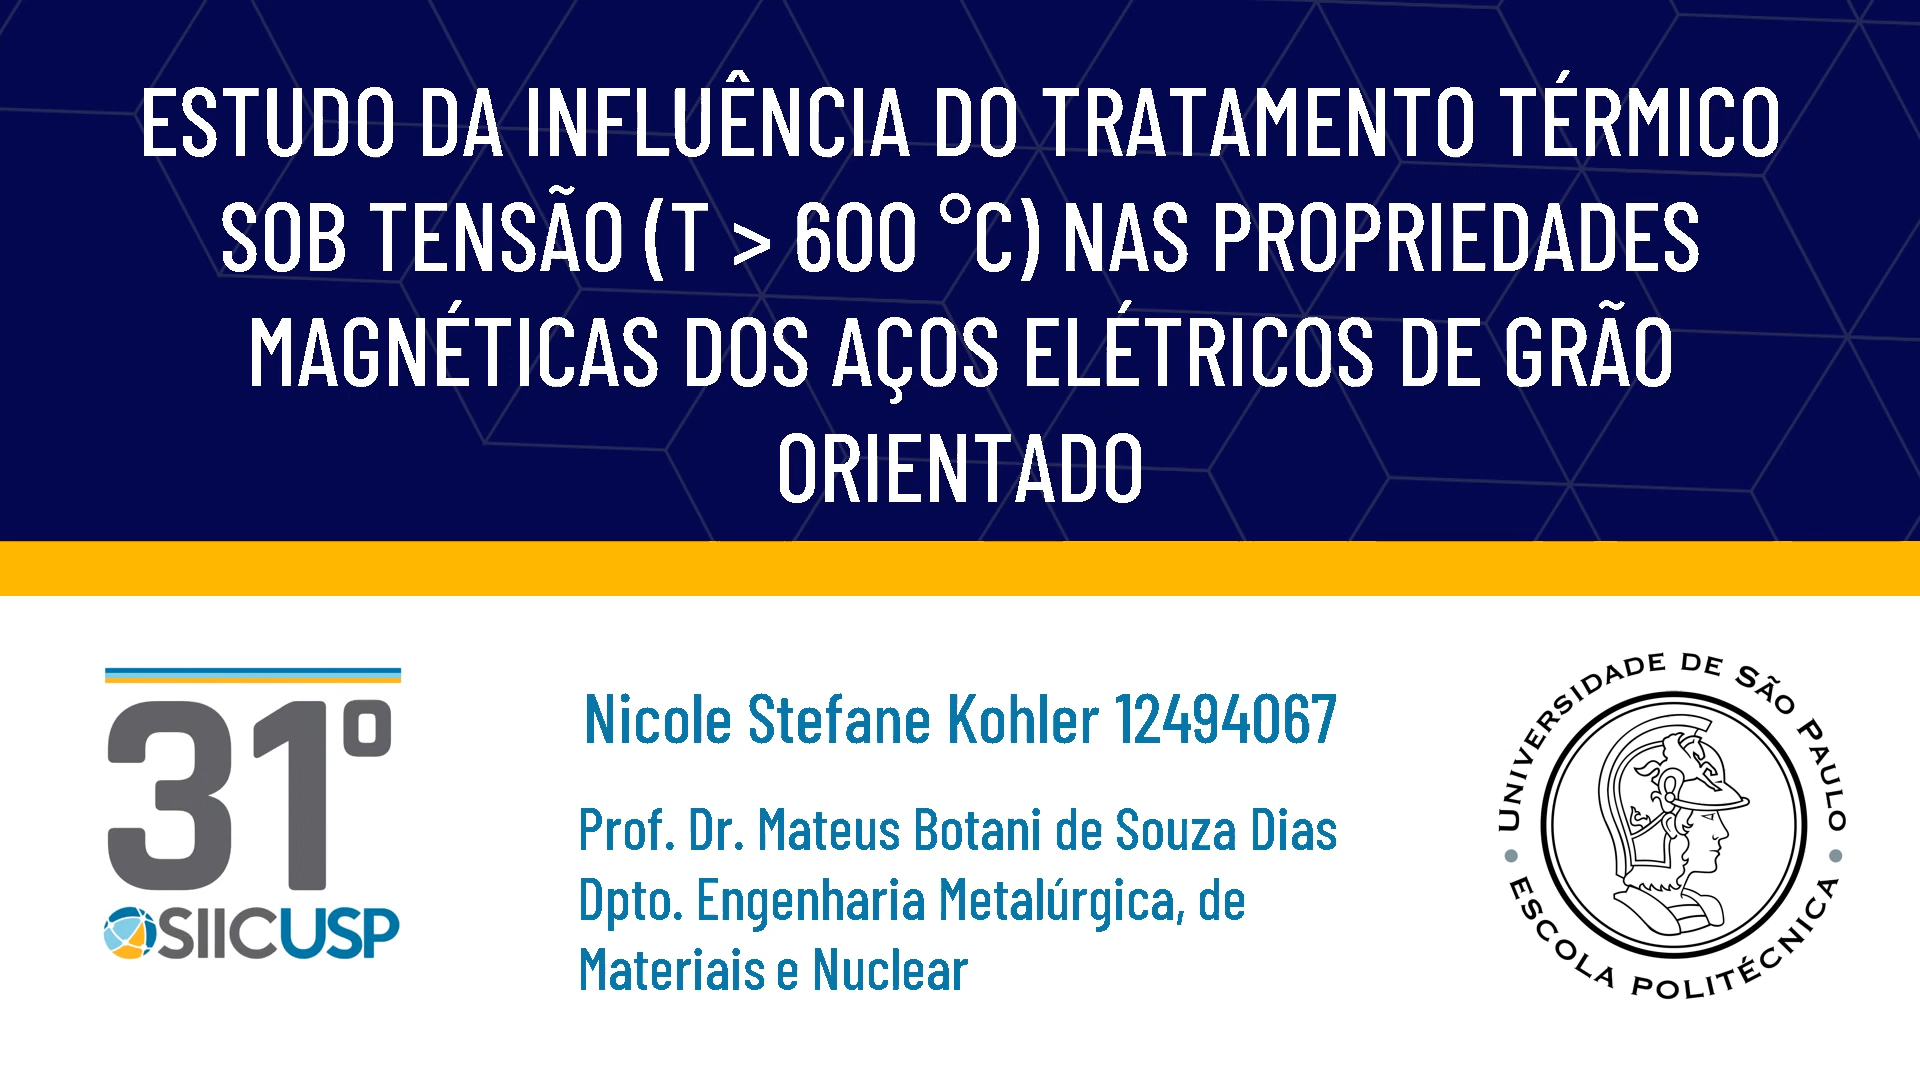 ESTUDO DA INFLUÊNCIA DO TRATAMENTO TÉRMICO
SOB TENSÃO (T > 600 °C) NAS PROPRIEDADES
MAGNÉTICAS DOS AÇOS ELÉTRICOS DE GRÃO
ORIENTADO
31º
SIICUSP
Nicole Stefane Kohler 12494067
Prof. Dr. Mateus Botani de Souza Dias
Dpto. Engenharia Metalúrgica, de
Materiais e Nuclear
UNIVERSIDADE DE SÃO PAULO
ESCOLA POLITÉCNICA